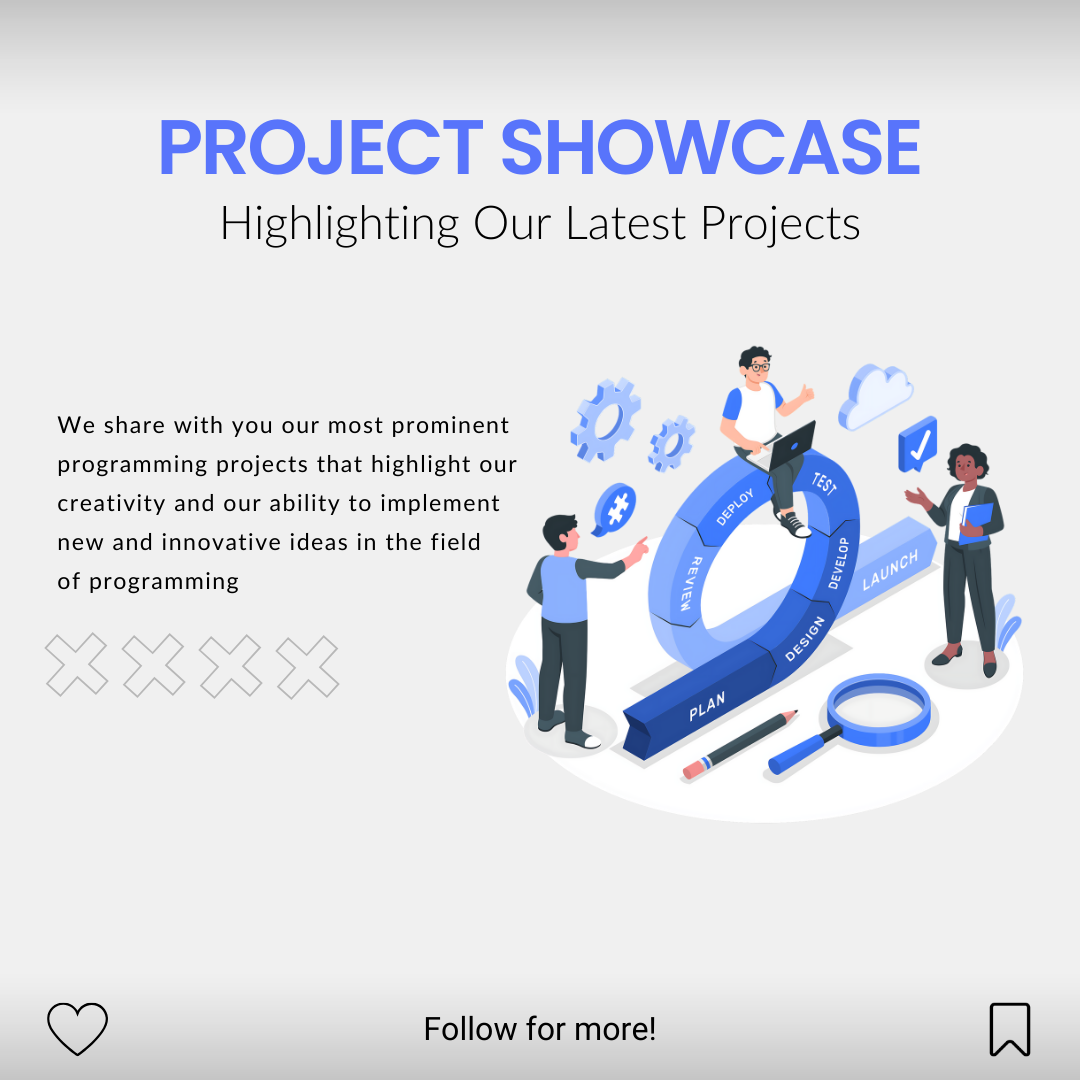 PROJECT SHOWCASE
Highlighting Our Latest Projects
We share with you our most prominent
programming projects that highlight our
creativity and our ability to implement
new and innovative ideas in the field
of programming
DEPLOY
TEST
REVIEW
DEVELOP
LAUNCH
DESIGN
PLAN
Follow for more!